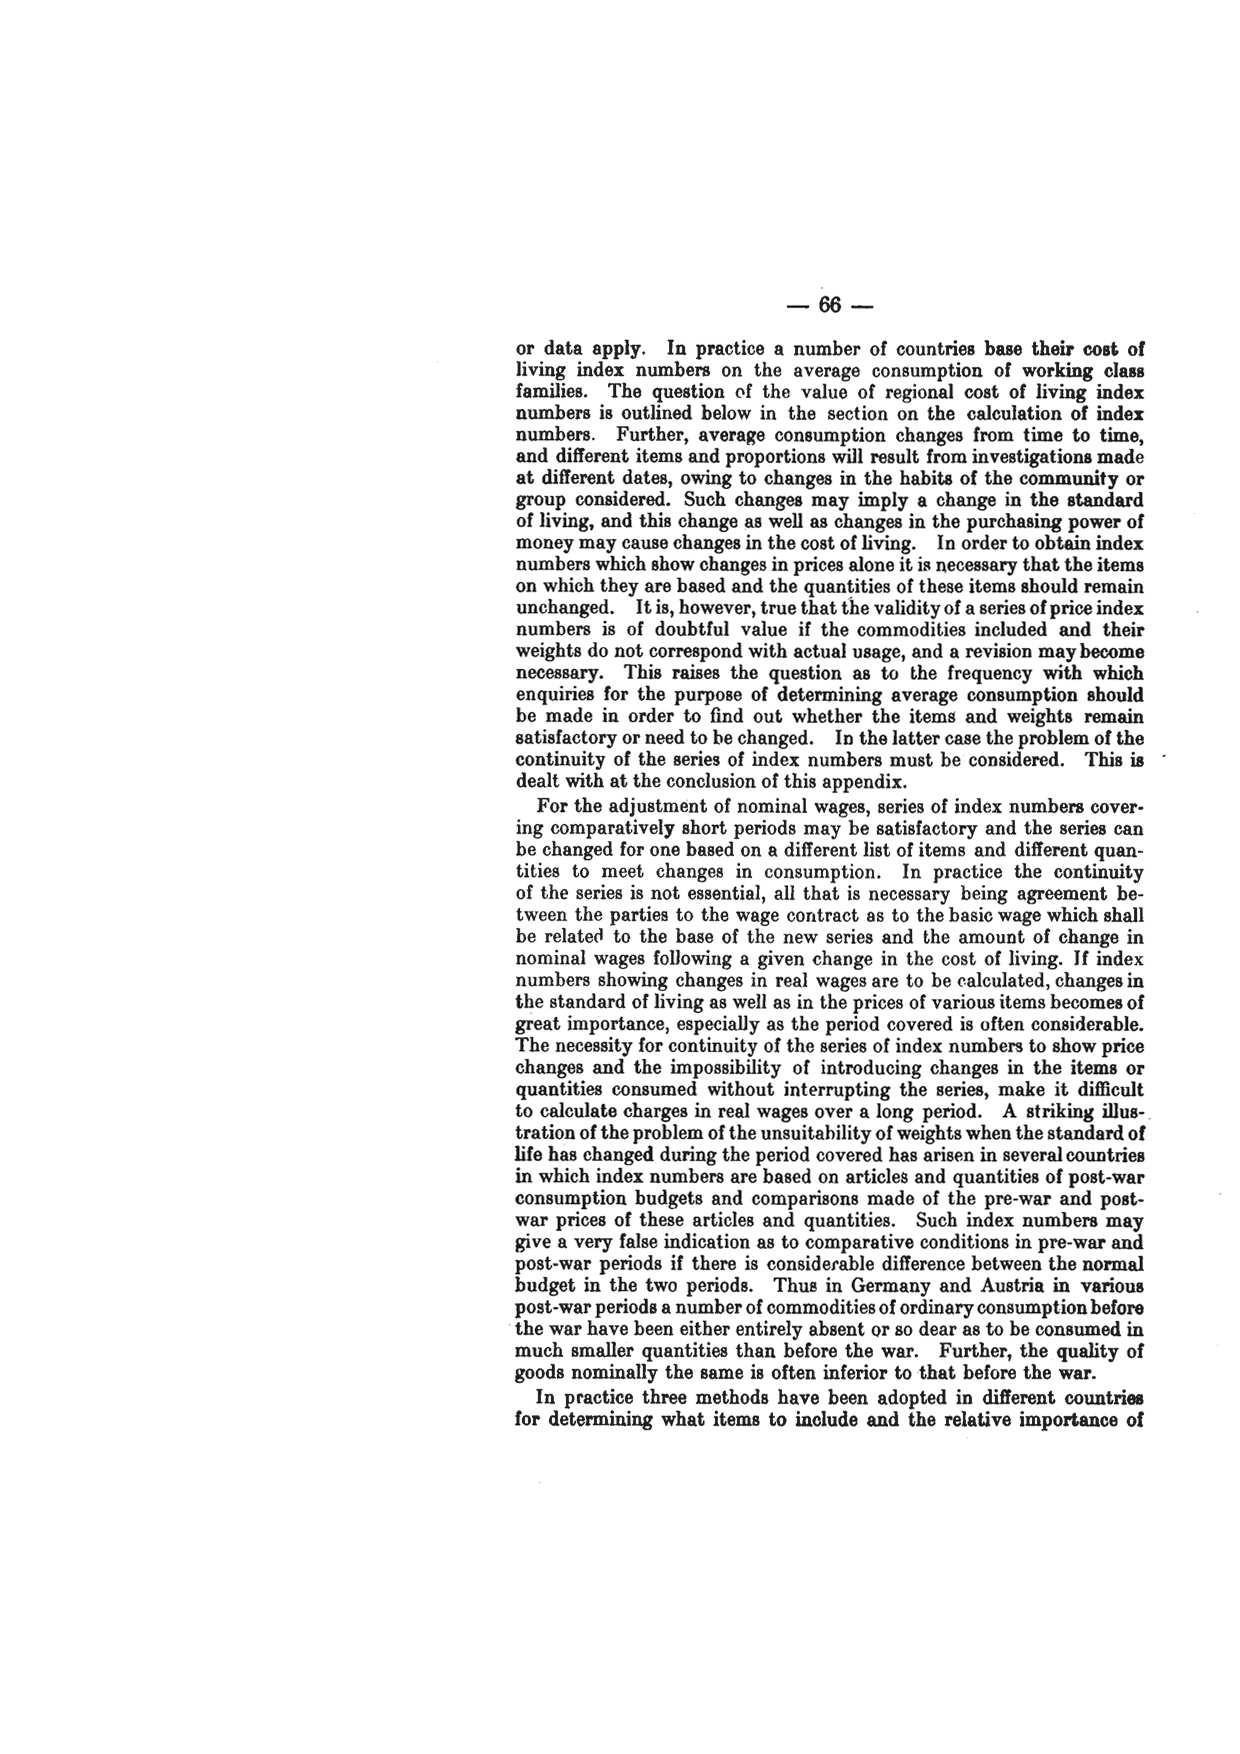 — 66 —
or data apply. In practice a number of countries base their cost of
living index numbers on the average consumption of working class
families. The question of the value of regional cost of living index
numbers is outlined below in the section on the calculation of index
numbers. Further, average consumption changes from time to time,
and different items and proportions will result from investigations made
at different dates, owing to changes in the habits of the community or
group considered. Such changes may imply a change in the standard
of living, and this change as well as changes in the purchasing power of
money may cause changes in the cost of living. In order to obtain index
numbers which show changes in prices alone it is necessary that the items
on which they are based and the quantities of these items should remain
unchanged. It is, however, true that the validity of a series of price index
numbers is of doubtful value if the commodities included and their
weights do not correspond with actual usage, and a revision may become
necessary. This raises the question as to the frequency with which
enquiries for the purpose of determining average consumption should
be made in order to find out whether the items and weights remain
satisfactory or need to be changed. In the latter case the problem of the
continuity of the series of index numbers must be considered. This is
dealt with at the conclusion of this appendix.
For the adjustment of nominal wages, series of index numbers cover-
ing comparatively short periods may be satisfactory and the series can
be changed for one based on a different list of items and different quan-
tities to meet changes in consumption. In practice the continuity
of the series is not essential, all that is necessary being agreement be-
tween the parties to the wage contract as to the basic wage which shall
be related to the base of the new series and the amount of change in
nominal wages following a given change in the cost of living. If index
numbers showing changes in real wages are to be calculated, changes in
the standard of living as well as in the prices of various items becomes of
great importance, especially as the period covered is often considerable.
The necessity for continuity of the series of index numbers to show price
changes and the impossibility of introducing changes in the items or
quantities consumed without interrupting the series, make it difficult
to calculate charges in real wages over a long period. A striking illus-
tration of the problem of the unsuitability of weights when the standard of
life has changed during the period covered has arisen in several countries
in which index numbers are based on articles and quantities of post-war
consumption budgets and comparisons made of the pre-war and post-
war prices of these articles and quantities. Such index numbers may
give a very false indication as to comparative conditions in pre-war and
post-war periods if there is considerable difference between the normal
budget in the two periods. Thus in Germany and Austria in various
post-war periods a number of commodities of ordinary consumption before
the war have been either entirely absent or so dear as to be consumed in
much smaller quantities than before the war. Further, the quality of
goods nominally the same is often inferior to that before the war.
In practice three methods have been adopted in different countries
for determining what items to include and the relative importance of